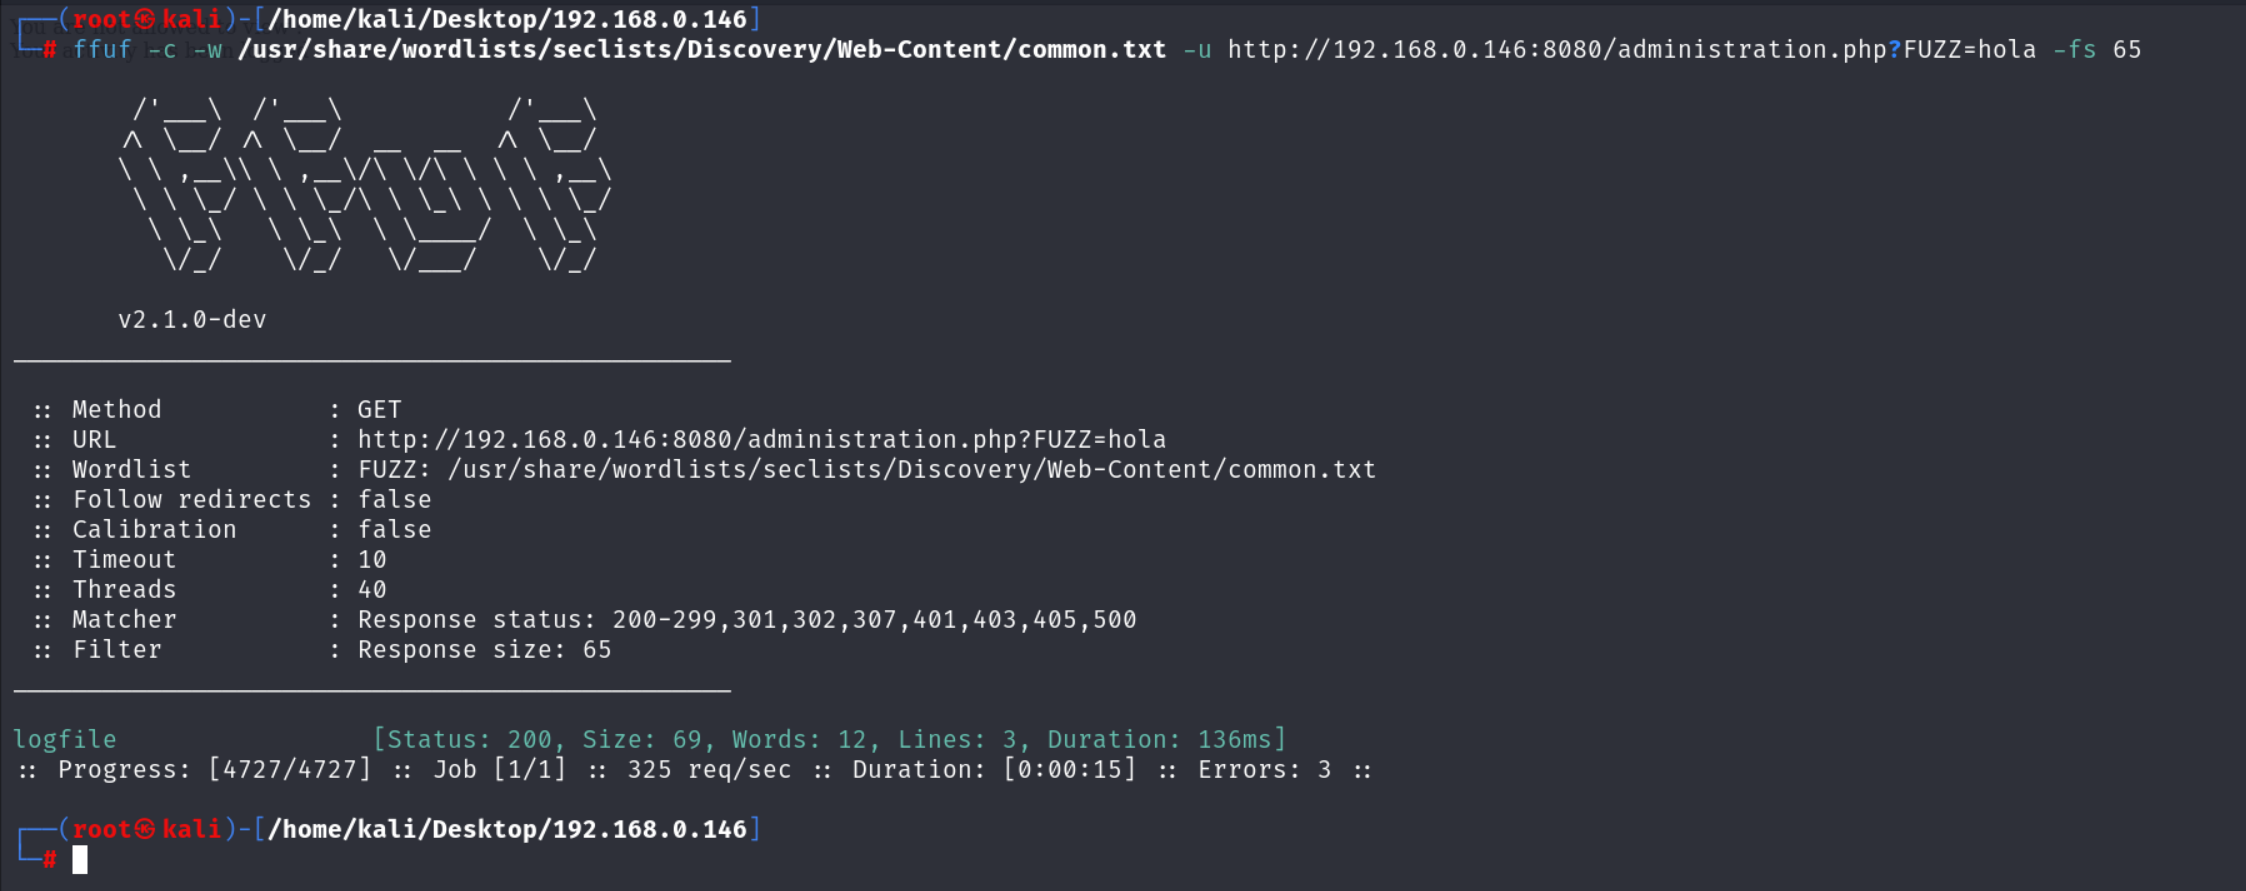 ┌──(root㉿kali)-[/home/kali/Desktop/192.168.0.146]
└─# ffuf -c -w /usr/share/wordlists/seclists/Discovery/Web-Content/common.txt -u http://192.168.0.146:8080/administration.php?FUZZ=hola -fs 65
        /'___\  /'___\           /'___\
       /\ \__/ /\ \__/  __  __  /\ \__/
       \ \ ,__\\ \ ,__\/\ \/\ \ \ \ ,__\
        \ \ \_/ \ \ \_/\ \ \_\ \ \ \ \_/
         \ \_\   \ \_\  \ \____/  \ \_\
          \/_/    \/_/   \/___/    \/_/
v2.1.0-dev
________________________________________________
:: Method           : GET
:: URL              : http://192.168.0.146:8080/administration.php?FUZZ=hola
:: Wordlist         : FUZZ: /usr/share/wordlists/seclists/Discovery/Web-Content/common.txt
:: Follow redirects : false
:: Calibration      : false
:: Timeout          : 10
:: Threads          : 40
:: Matcher          : Response status: 200-299,301,302,307,401,403,405,500
:: Filter           : Response size: 65
________________________________________________
logfile                 [Status: 200, Size: 69, Words: 12, Lines: 3, Duration: 136ms]
:: Progress: [4727/4727] :: Job [1/1] :: 325 req/sec :: Duration: [0:00:15] :: Errors: 3 ::
┌──(root㉿kali)-[/home/kali/Desktop/192.168.0.146]
└─#